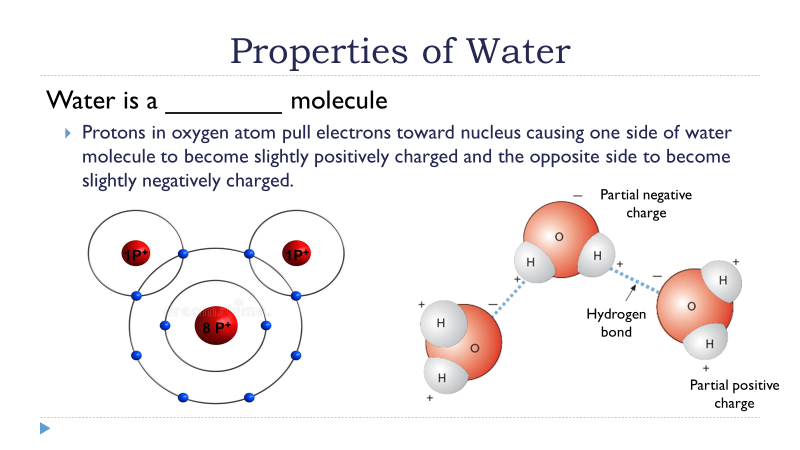 Properties of Water
Water is a ________ molecule
Protons in oxygen atom pull electrons toward nucleus causing one side of water
molecule to become slightly positively charged and the opposite side to become
slightly negatively charged.
1P+
1P+
8 P+
– Partial negative
charge
O
H
H
+
+
–
H
+
O
H
+
Hydrogen
bond
+
H
–
O
H
+
Partial positive
charge